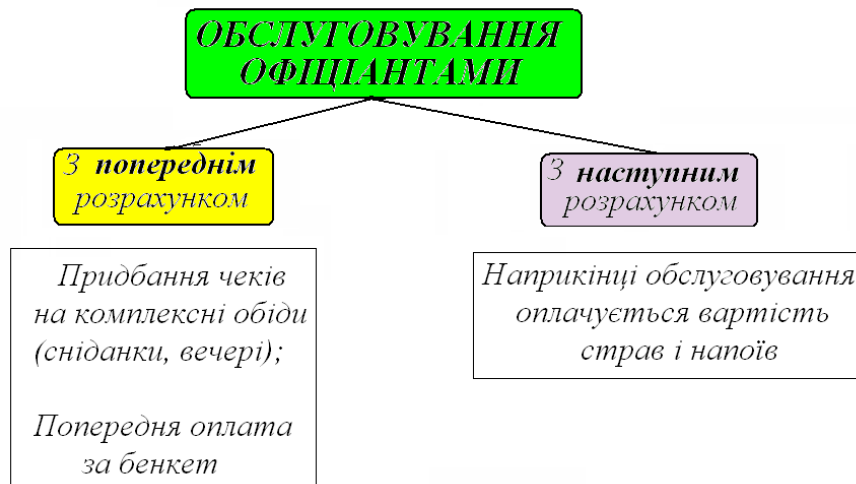 ОБСЛУГОВУВАННЯ
ОФІЩІАНТАМИ
З попереднім
розрахунком
З наступним
розрахунком
Придбання чеків
на комплексні обіди
(сніданки, вечері);
Попередня оплата
за бенкет
Наприкінці обслуговування
оплачується вартість
страв і напоїв